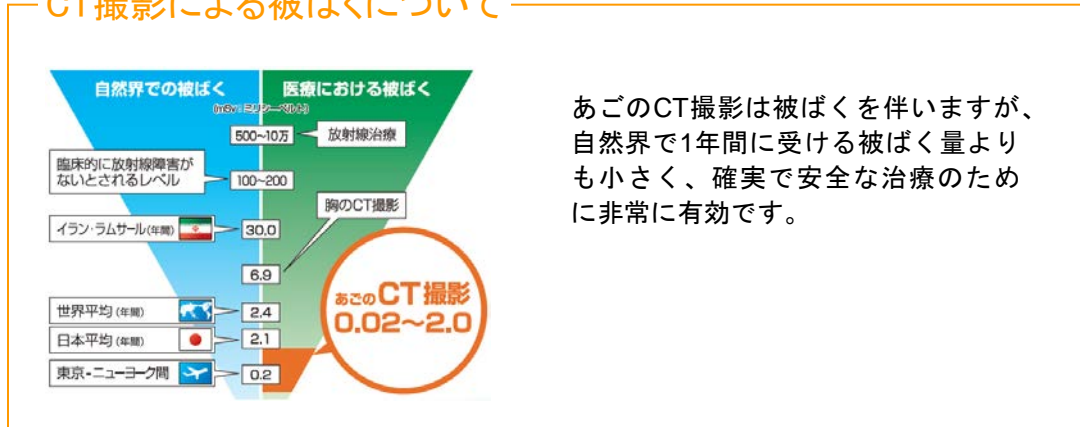 CT撮影による被ばくについて
自然界での被ばく
医療における被ばく
(mSv:ミリシーベルト)
500~10万
放射線治療
臨床的に放射線障害が
ないとされるレベル
100~200
胸のCT撮影
イラン・ラムサール(年間)
30.0
6.9
あごのCT撮影
0.02~2.0
世界平均(年間)
2.4
日本平均(年間)
2.1
東京-ニューヨーク間
0.2
あごのCT撮影は被ばくを伴いますが、
自然界で1年間に受ける被ばく量より
も小さく、確実で安全な治療のため
に非常に有効です。